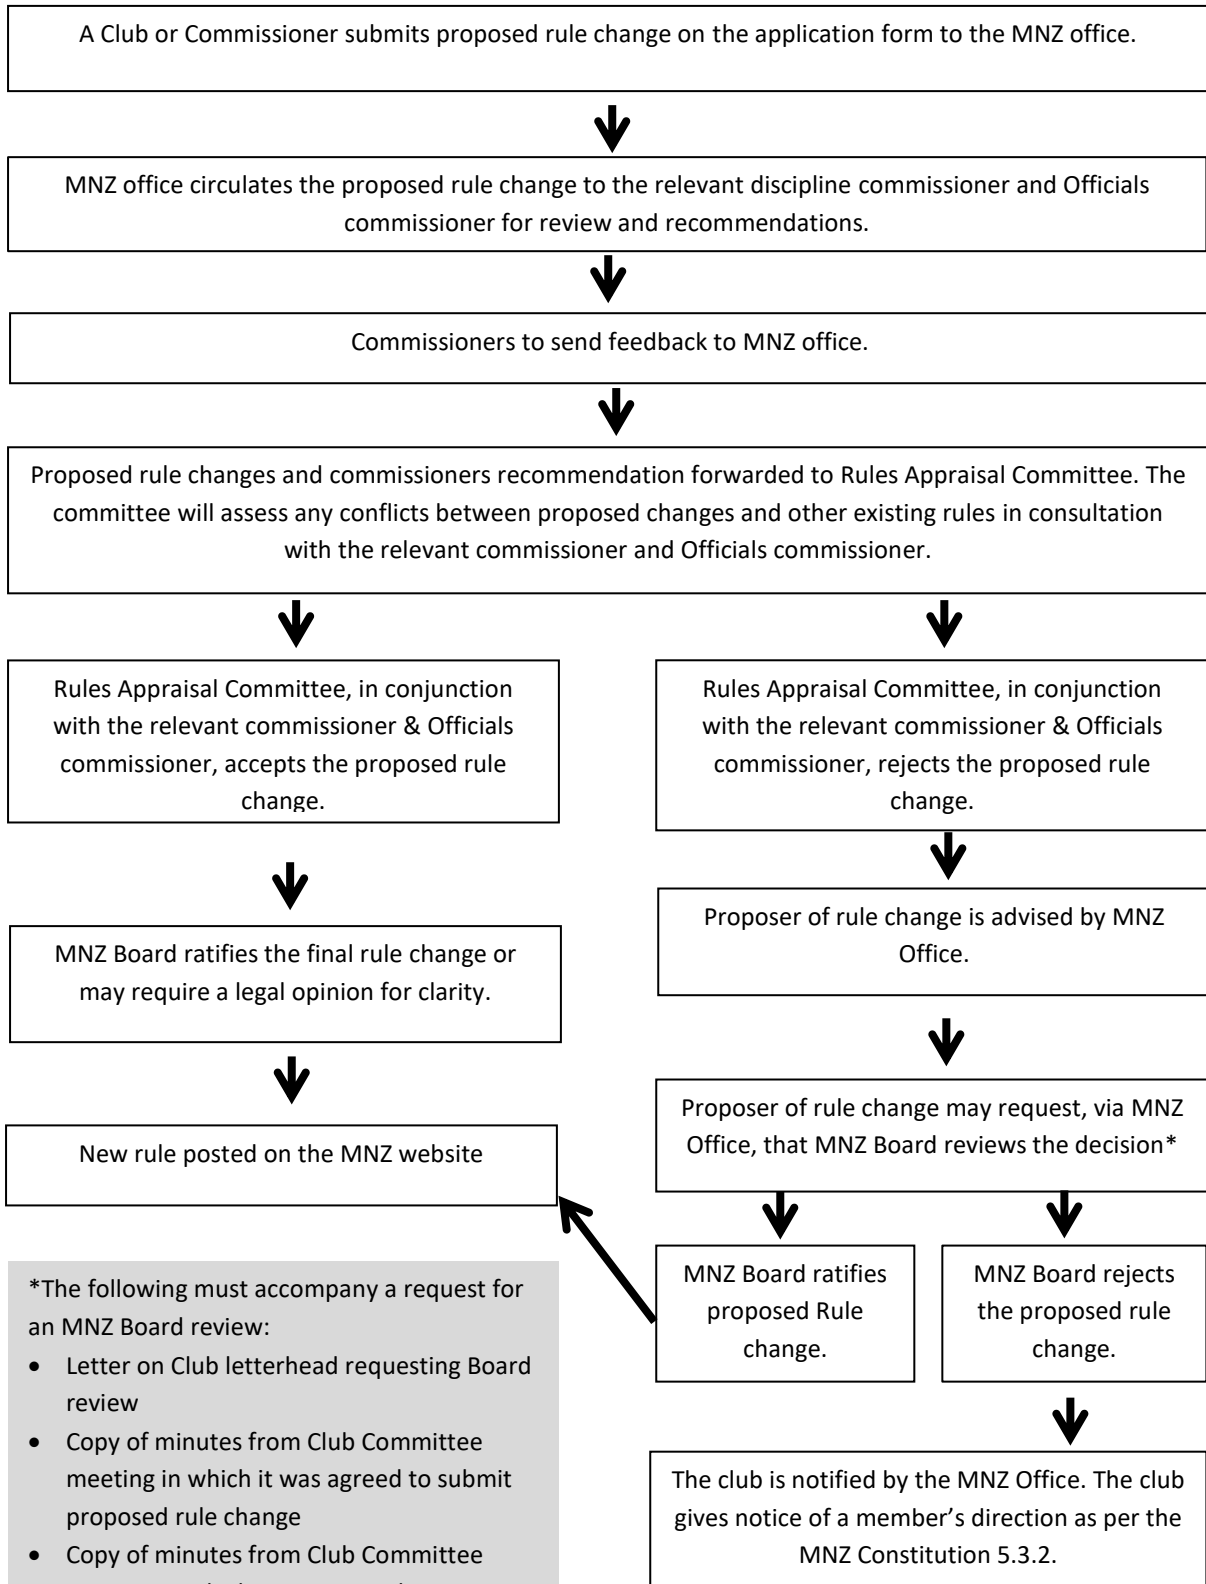 A Club or Commissioner submits proposed rule change on the application form to the MNZ office.
MNZ office circulates the proposed rule change to the relevant discipline commissioner and Officials
commissioner for review and recommendations.
Commissioners to send feedback to MNZ office.
Proposed rule changes and commissioners recommendation forwarded to Rules Appraisal Committee. The
committee will assess any conflicts between proposed changes and other existing rules in consultation
with the relevant commissioner and Officials commissioner.
Rules Appraisal Committee, in conjunction
with the relevant commissioner & Officials
commissioner, accepts the proposed rule
change.
MNZ Board ratifies the final rule change or
may require a legal opinion for clarity.
New rule posted on the MNZ website
Rules Appraisal Committee, in conjunction
with the relevant commissioner & Officials
commissioner, rejects the proposed rule
change.
Proposer of rule change is advised by MNZ
Office.
Proposer of rule change may request, via MNZ
Office, that MNZ Board reviews the decision*
MNZ Board ratifies
proposed Rule
change.
MNZ Board rejects
the proposed rule
change.
The club is notified by the MNZ Office. The club
gives notice of a member’s direction as per the
MNZ Constitution 5.3.2.
*The following must accompany a request for
an MNZ Board review:
• Letter on Club letterhead requesting Board
review
• Copy of minutes from Club Committee
meeting in which it was agreed to submit
proposed rule change
• Copy of minutes from Club Committee